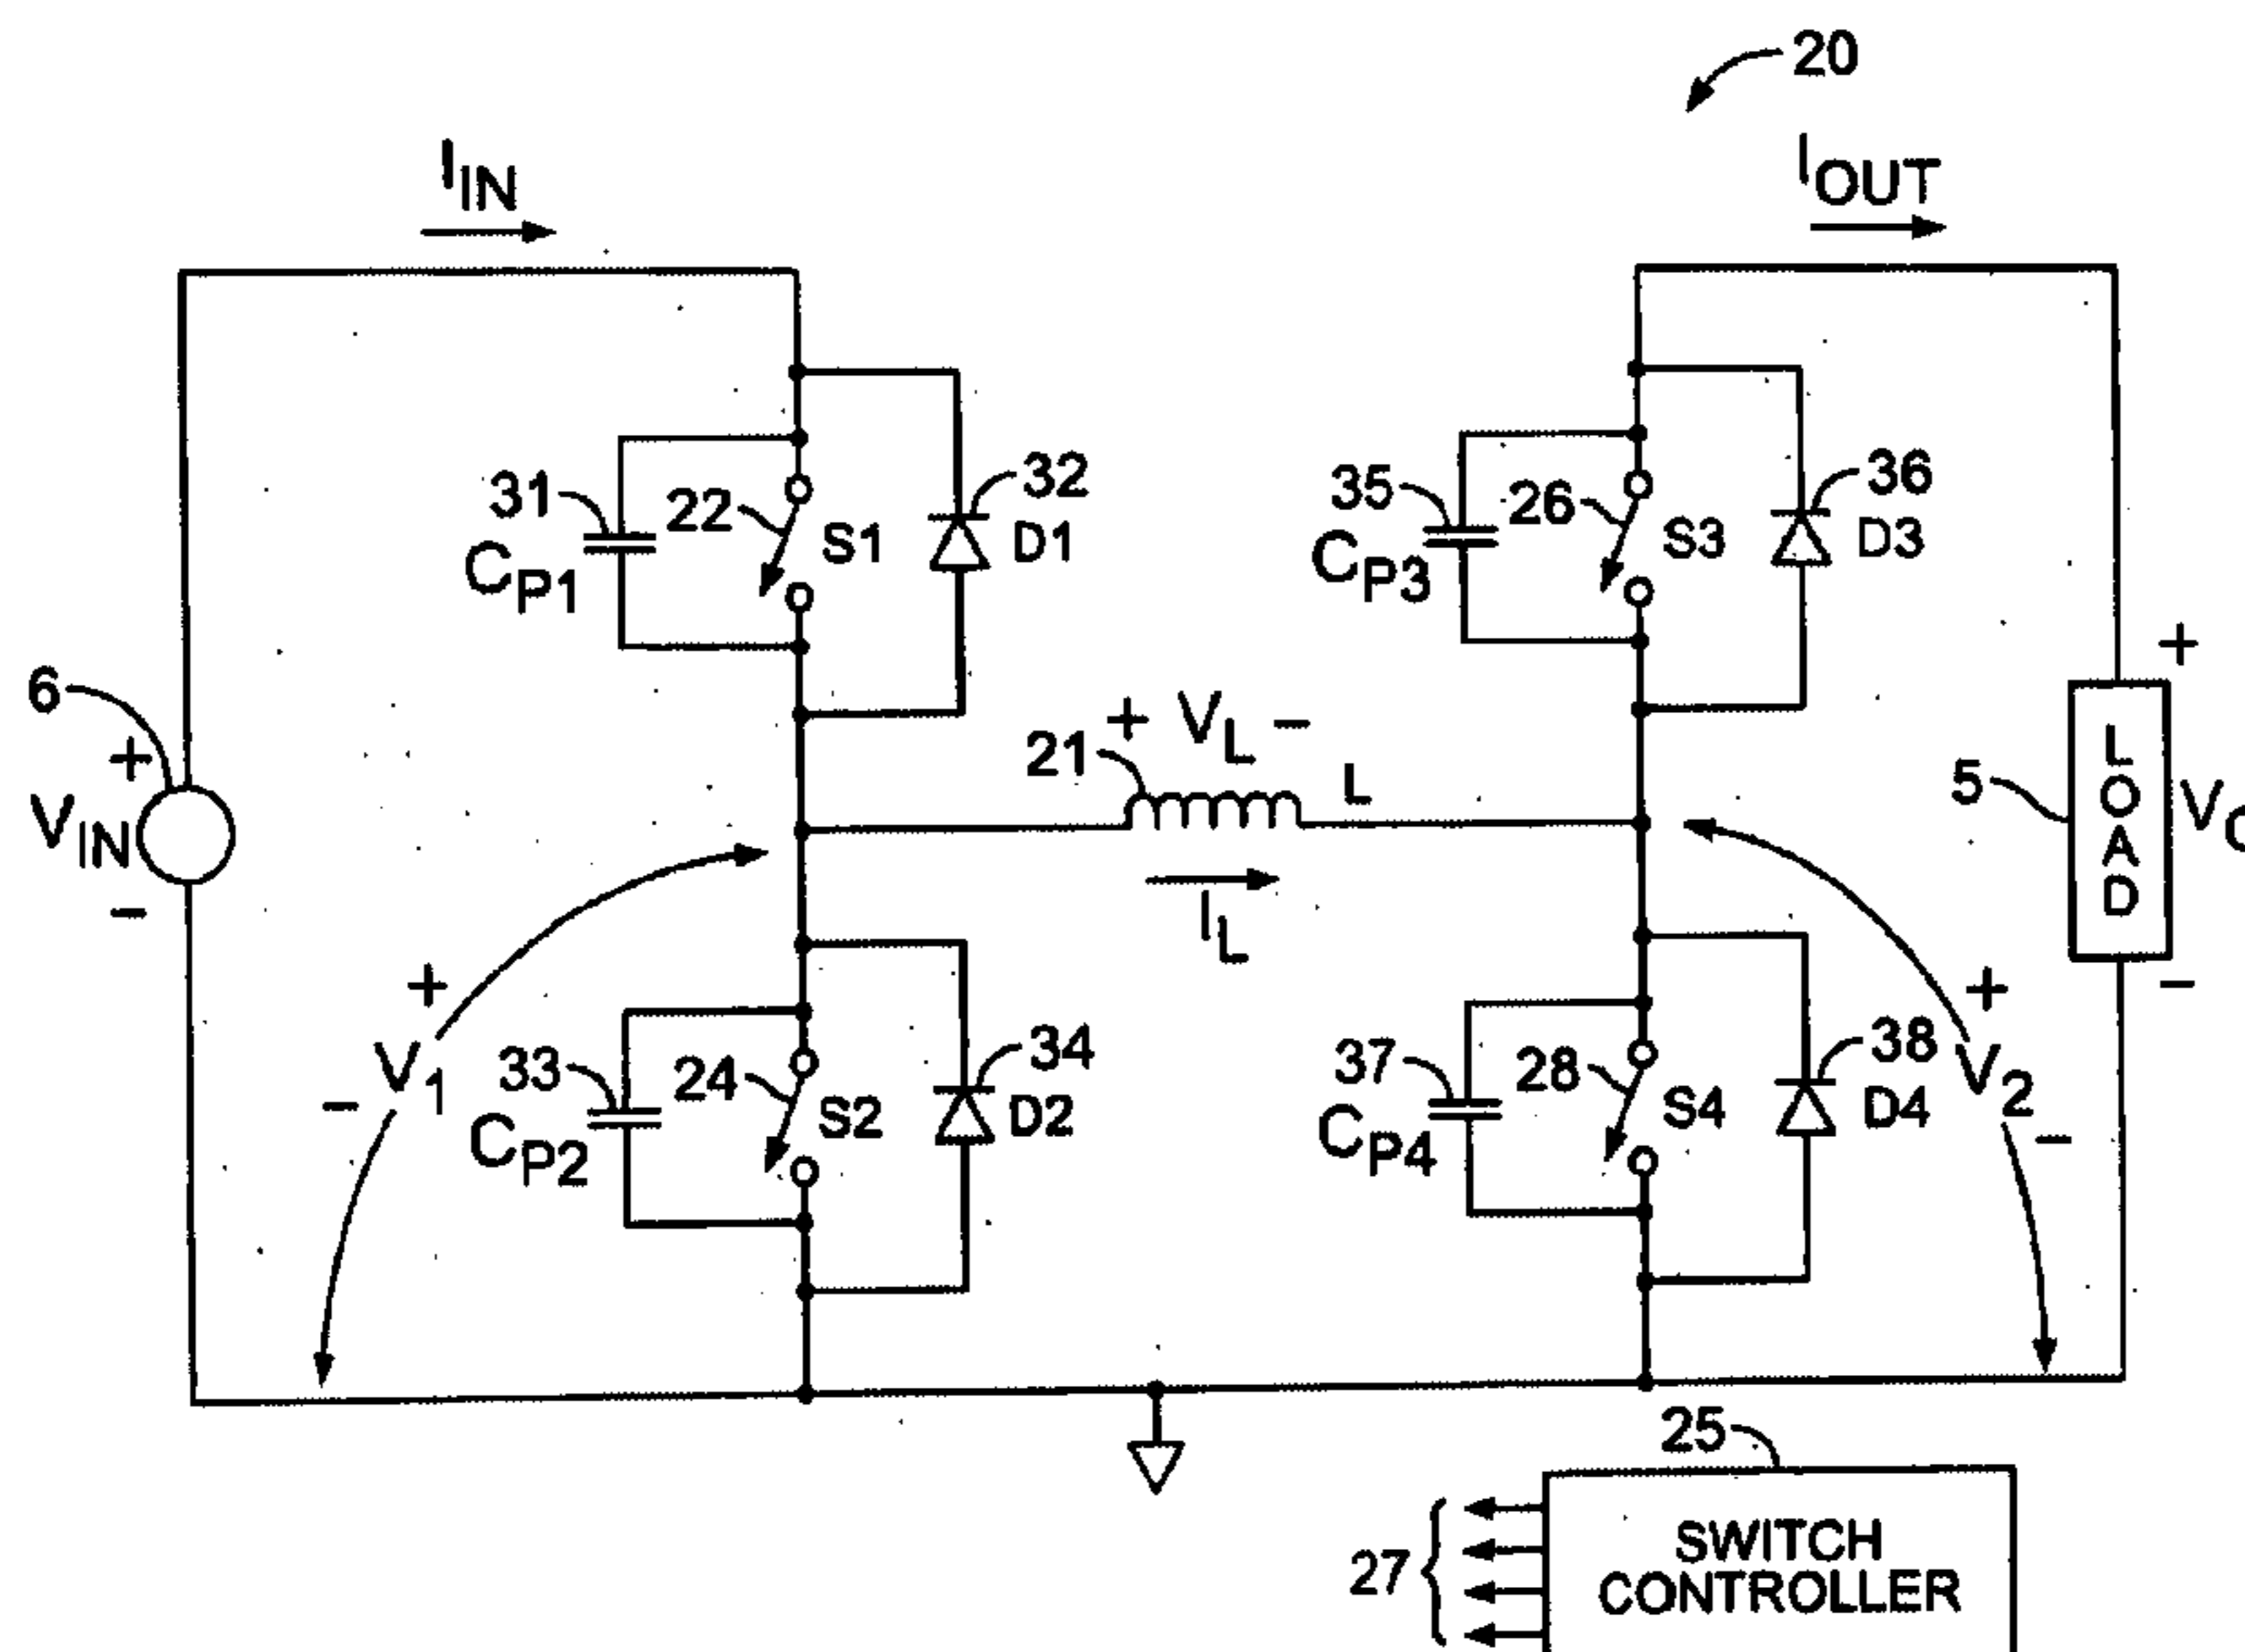 20
I_IN
I_OUT
31
22
32
S1
D1
C_P1
35
26
36
S3
D3
C_P3
6
+
V_IN
−
+ V_L −
21
L
I_L
5
LOAD
+
V
−
+
V_1
−
33
24
34
S2
D2
C_P2
37
28
38
S4
D4
C_P4
+
V_2
−
25
27
SWITCH
CONTROLLER